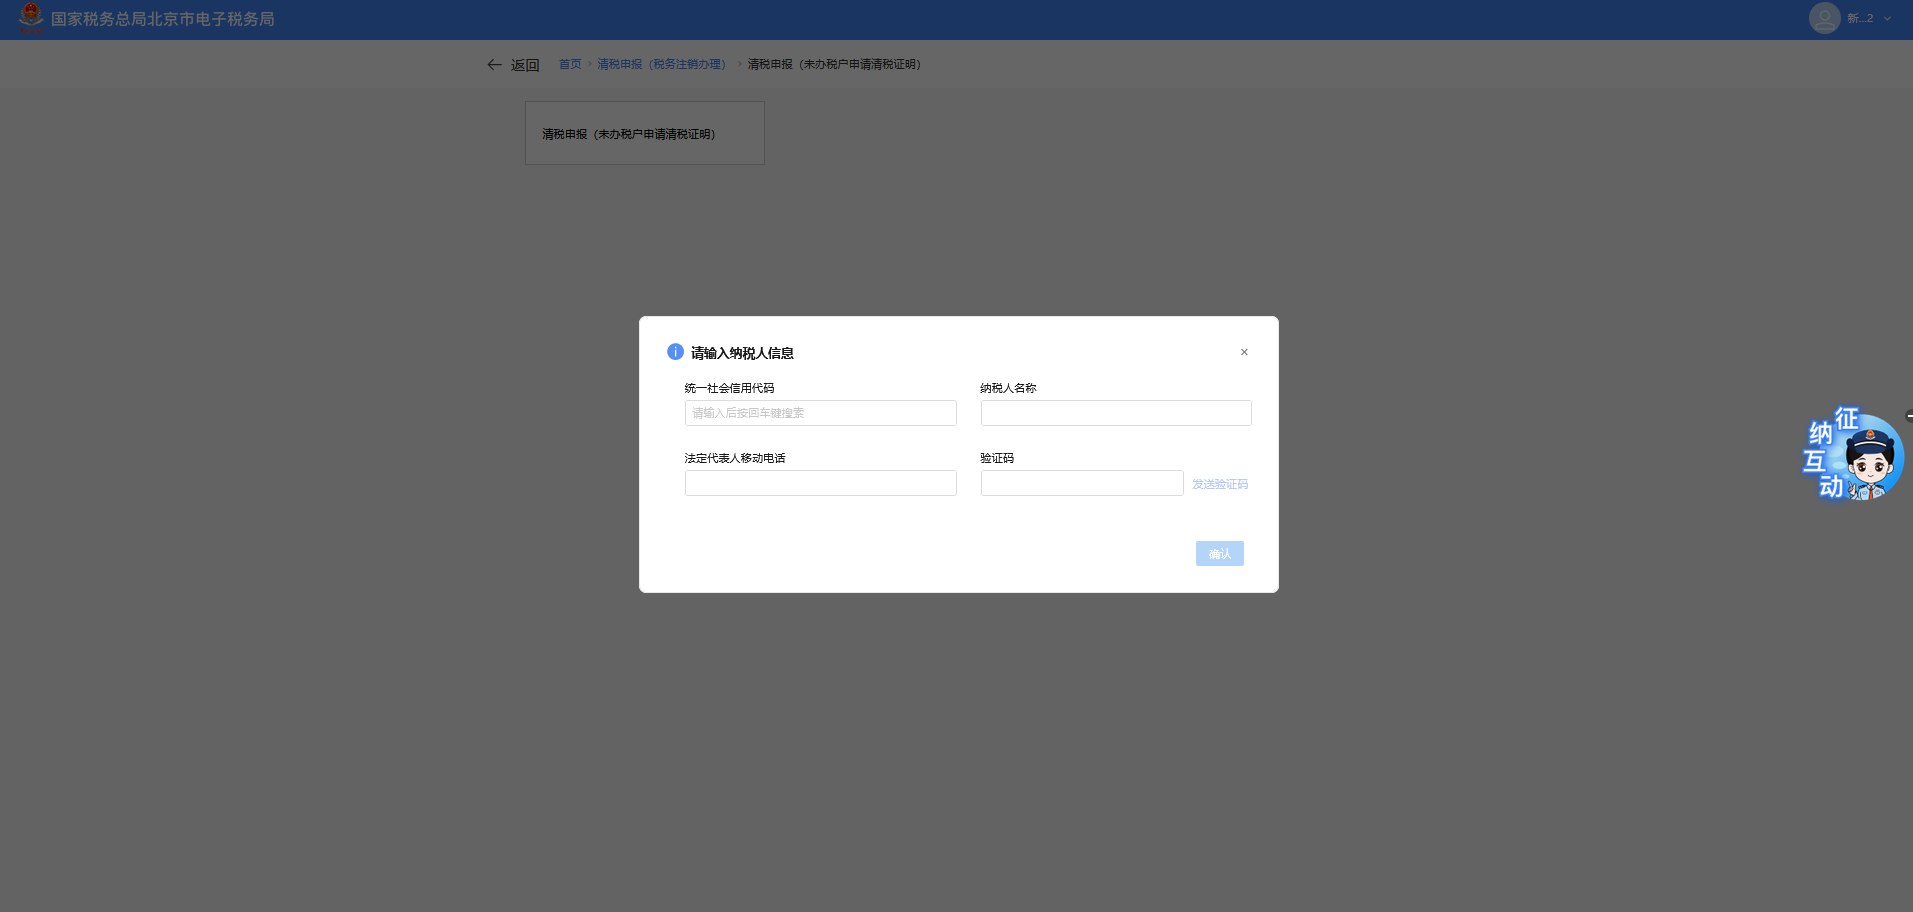 国家税务总局北京市电子税务局
新_2
返回 首页 清税申报（税务注销办理） 清税申报（未办税户申请清税证明）
清税申报（未办税户申请清税证明）
请输入纳税人信息
统一社会信用代码
纳税人名称
请输入后按回车键搜索
法定代表人移动电话
验证码
发送验证码
确认
征
纳
互
动